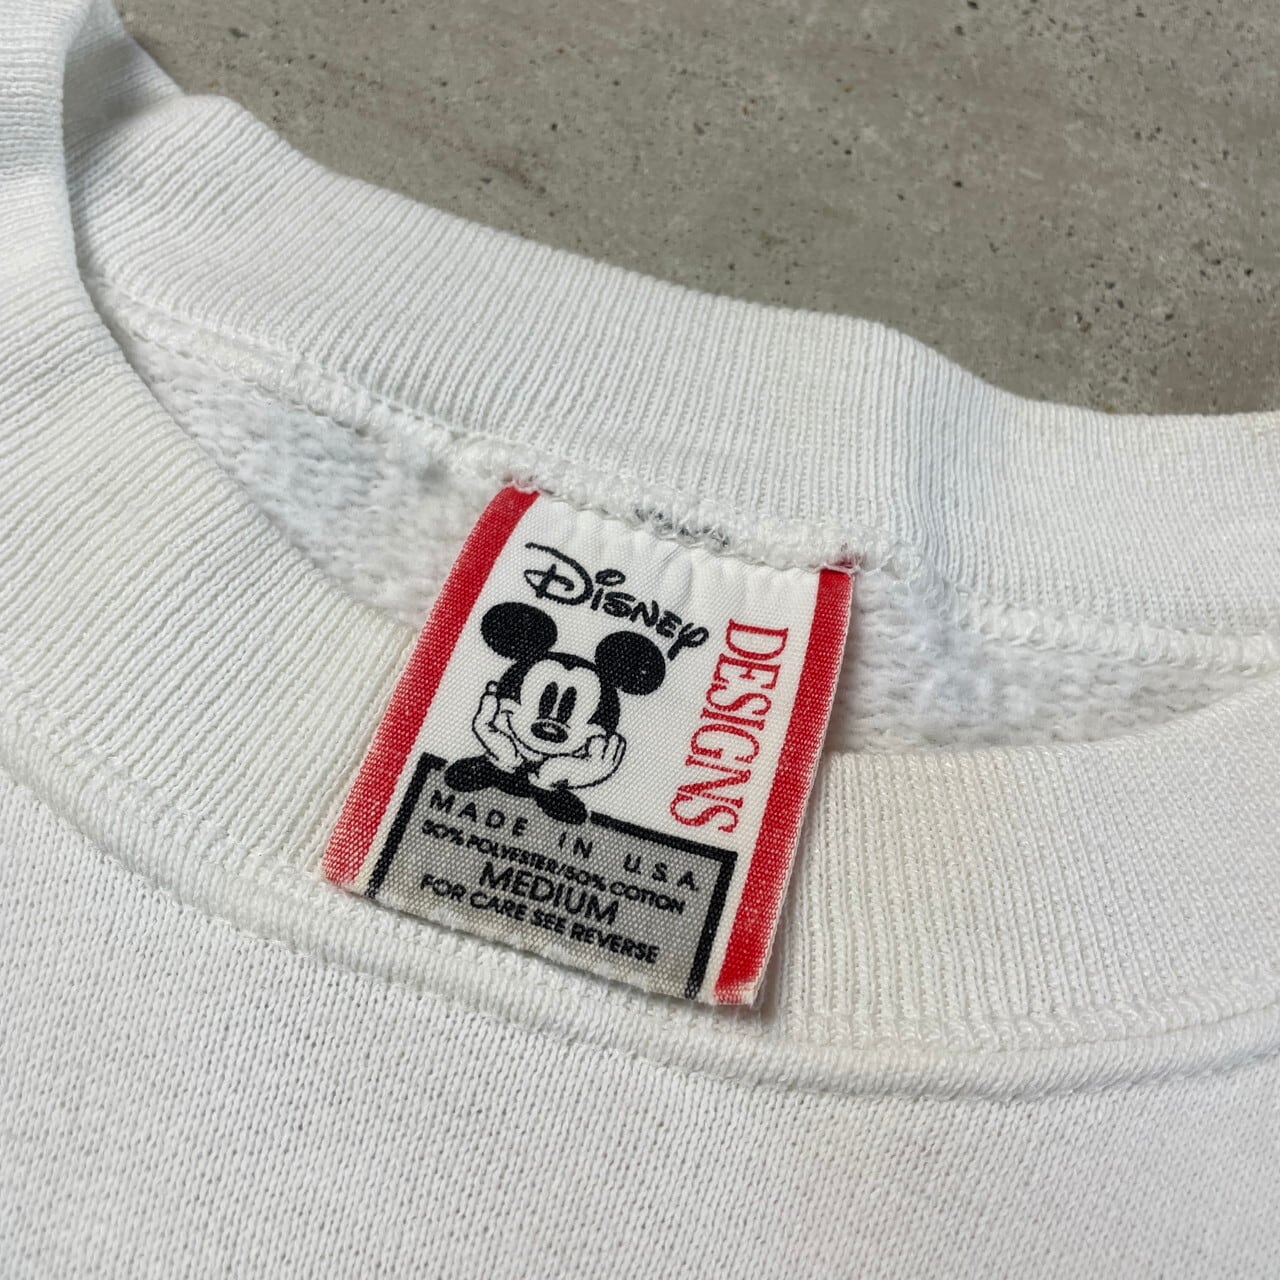 Disney
DESIGNS
MADE IN U.S.A.
50% POLYESTER/50% COTTON
MEDIUM
FOR CARE SEE REVERSE